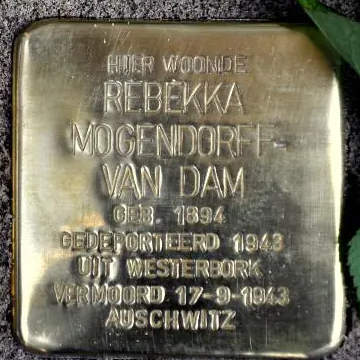 HIER WOONDE
REBEKKA
MOGENDORFF-
VAN DAM
GEB. 1894
GEDEPORTEERD 1943
UIT WESTERBORK
VERMOORD 17-9-1943
AUSCHWITZ